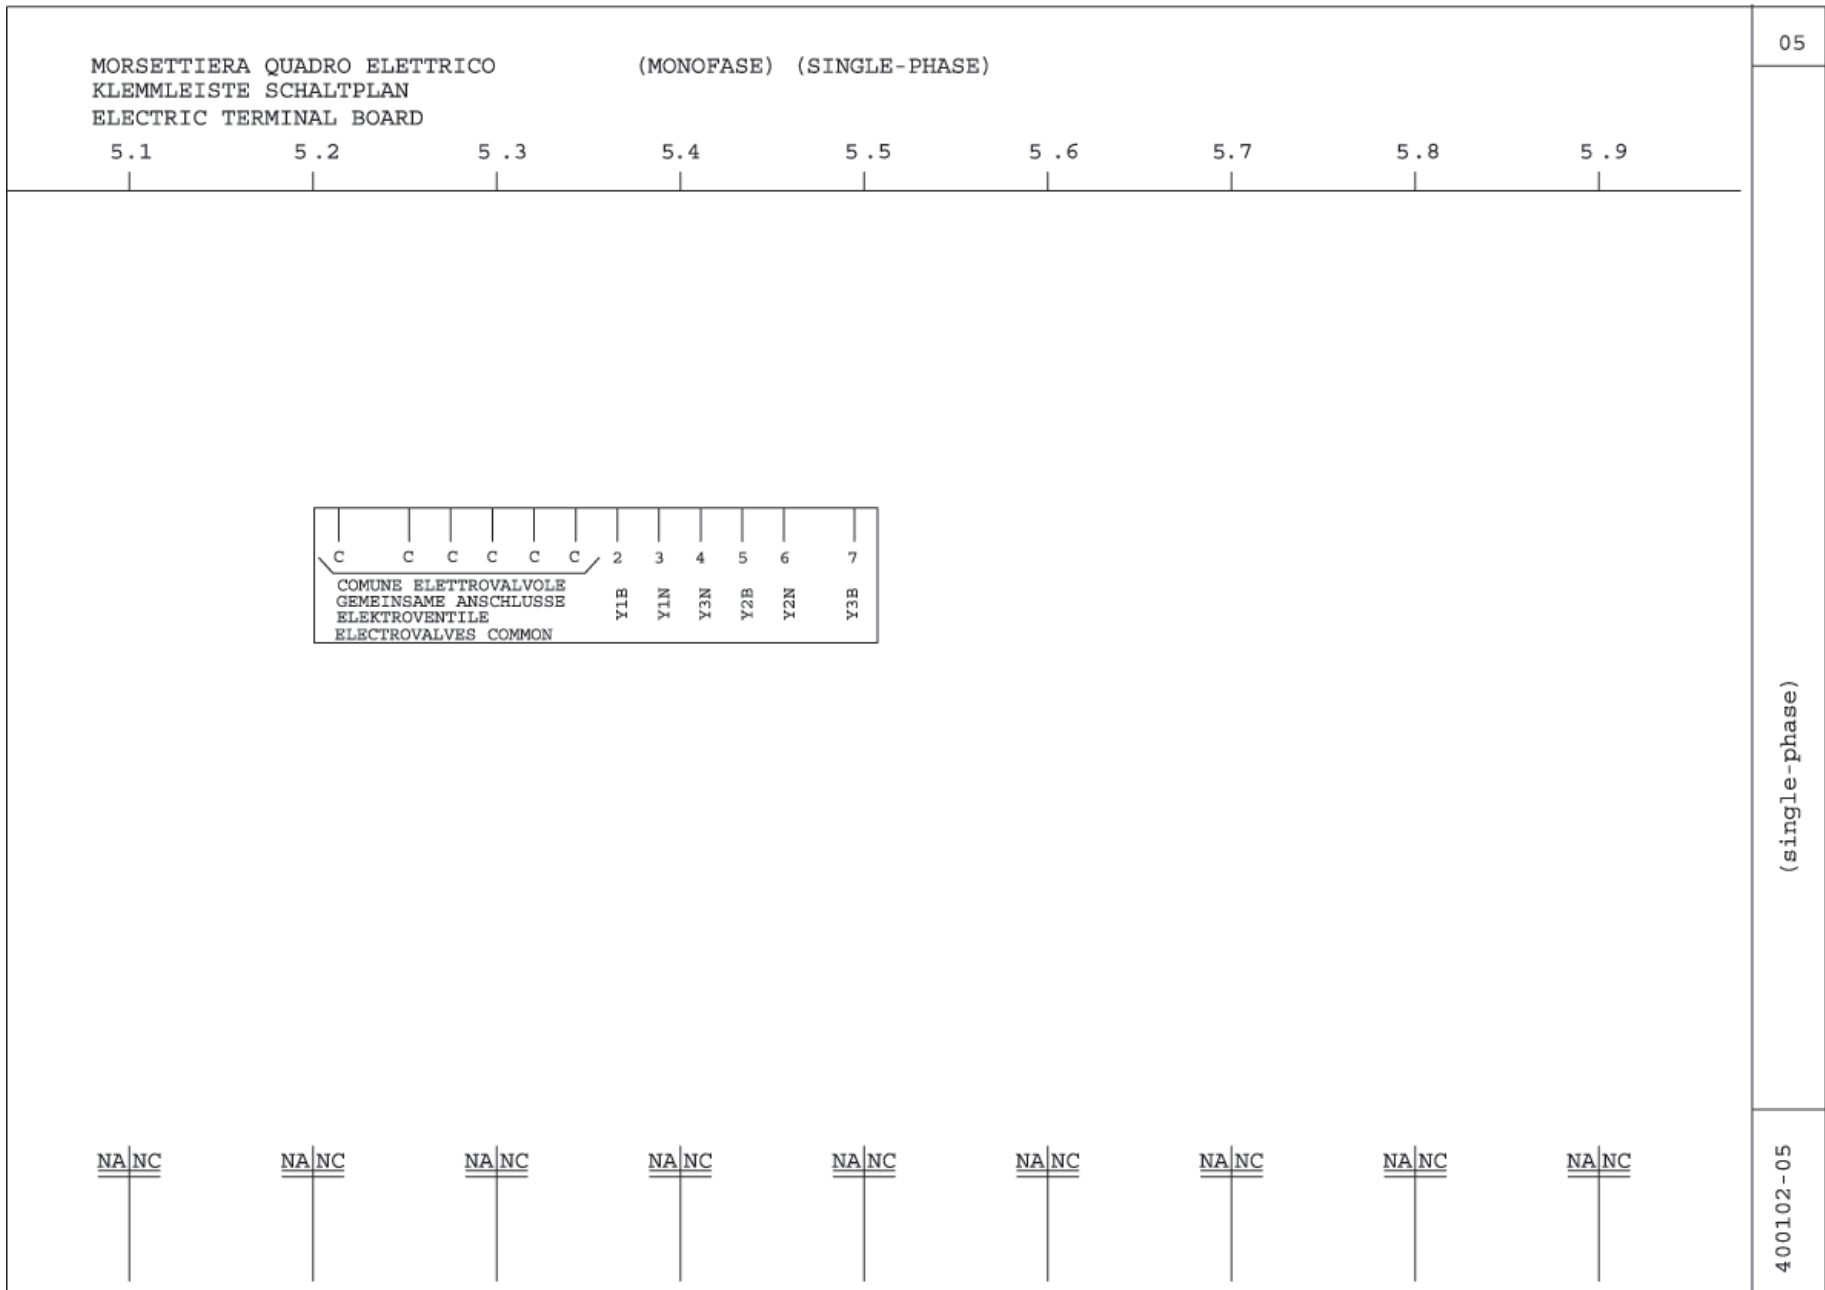 05
MORSETTIERA QUADRO ELETTRICO (MONOFASE) (SINGLE-PHASE)
KLEMMLEISTE SCHALTPLAN
ELECTRIC TERMINAL BOARD
5.1 5.2 5.3 5.4 5.5 5.6 5.7 5.8 5.9
C C C C C C 2 3 4 5 6 7
COMUNE ELETTROVALVOLE
GEMEINSAME ANSCHLUSSE
ELEKTROVENTILE
ELECTROVALVES COMMON
Y1B Y1N Y3N Y2B Y2N Y3B
(single-phase)
NA NC NA NC NA NC NA NC NA NC NA NC NA NC NA NC NA NC
400102-05